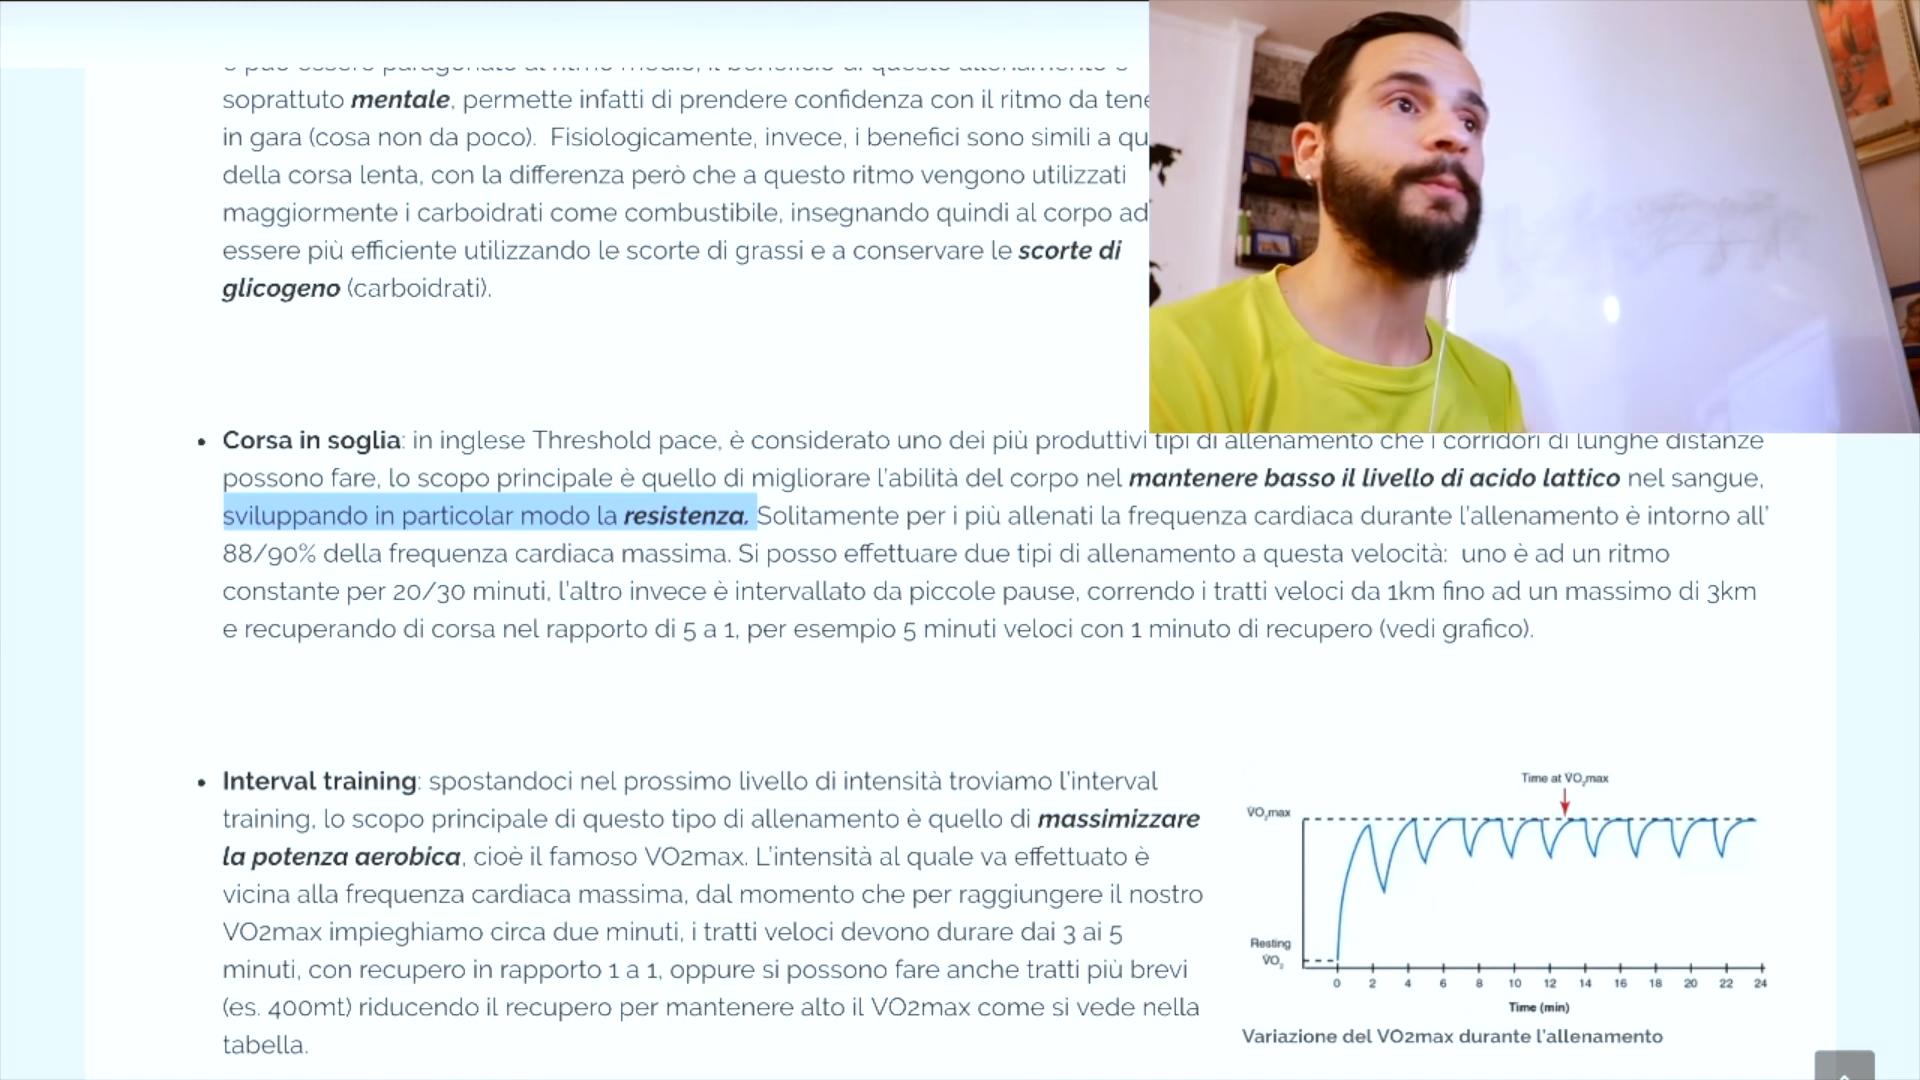 soprattuto mentale, permette infatti di prendere confidenza con il ritmo da tene
in gara (cosa non da poco). Fisiologicamente, invece, i benefici sono simili a qu
della corsa lenta, con la differenza però che a questo ritmo vengono utilizzati
maggiormente i carboidrati come combustibile, insegnando quindi al corpo ad
essere più efficiente utilizzando le scorte di grassi e a conservare le scorte di
glicogeno (carboidrati).
• Corsa in soglia: in inglese Threshold pace, è considerato uno dei più produttivi tipi di allenamento che i corridori di lunghe distanze
possono fare, lo scopo principale è quello di migliorare l'abilità del corpo nel mantenere basso il livello di acido lattico nel sangue,
sviluppando in particolar modo la resistenza. Solitamente per i più allenati la frequenza cardiaca durante l'allenamento è intorno all'
88/90% della frequenza cardiaca massima. Si posso effettuare due tipi di allenamento a questa velocità: uno è ad un ritmo
constante per 20/30 minuti, l'altro invece è intervallato da piccole pause, correndo i tratti veloci da 1km fino ad un massimo di 3km
e recuperando di corsa nel rapporto di 5 a 1, per esempio 5 minuti veloci con 1 minuto di recupero (vedi grafico).
• Interval training: spostandoci nel prossimo livello di intensità troviamo l'interval
training, lo scopo principale di questo tipo di allenamento è quello di massimizzare
la potenza aerobica, cioè il famoso VO2max. L'intensità al quale va effettuato è
vicina alla frequenza cardiaca massima, dal momento che per raggiungere il nostro
VO2max impieghiamo circa due minuti, i tratti veloci devono durare dai 3 ai 5
minuti, con recupero in rapporto 1 a 1, oppure si possono fare anche tratti più brevi
(es. 400mt) riducendo il recupero per mantenere alto il VO2max come si vede nella
tabella.
Time at V̇O₂max
V̇O₂max
Resting
V̇O₂
0 2 4 6 8 10 12 14 16 18 20 22 24
Time (min)
Variazione del VO2max durante l'allenamento